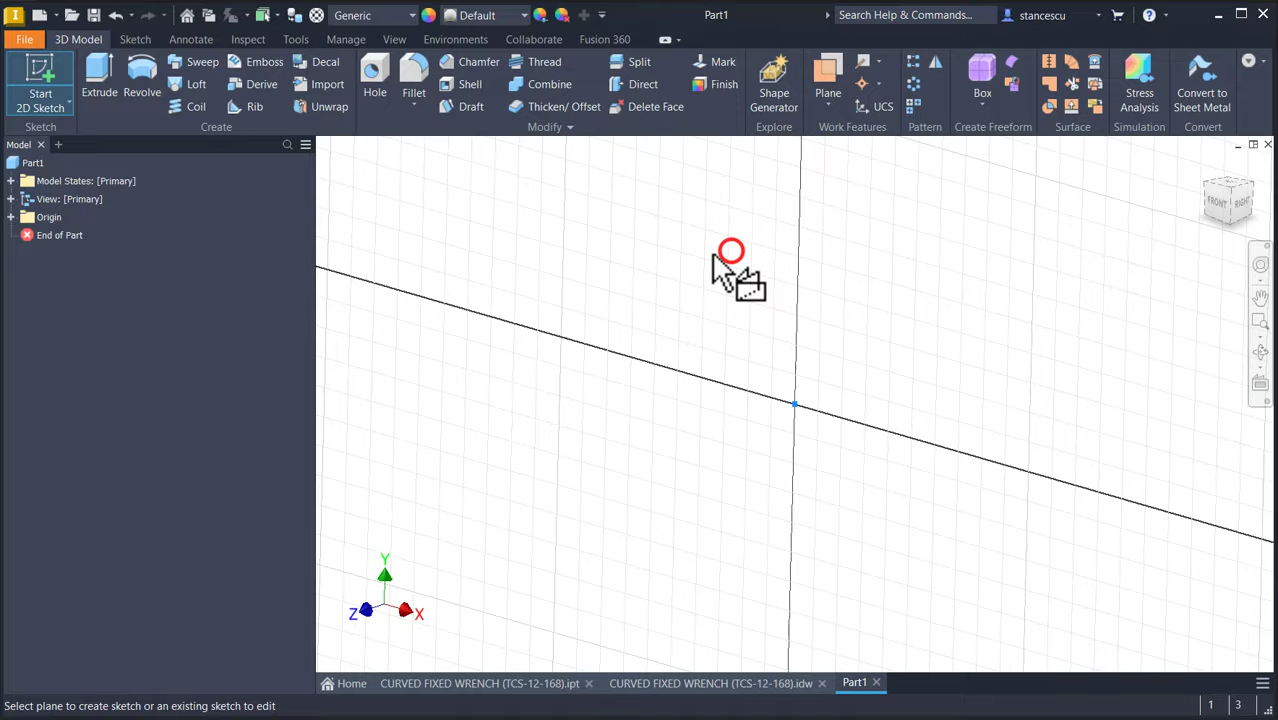 Generic
Default
Part1
Search Help & Commands...
stancescu
File
3D Model
Sketch
Annotate
Inspect
Tools
Manage
View
Environments
Collaborate
Fusion 360
Start
2D Sketch
Extrude
Revolve
Sweep
Emboss
Decal
Loft
Derive
Import
Coil
Rib
Unwrap
Hole
Fillet
Chamfer
Thread
Split
Shell
Combine
Direct
Draft
Thicken/ Offset
Delete Face
Mark
Finish
Shape
Generator
Plane
UCS
Box
Stress
Analysis
Convert to
Sheet Metal
Sketch
Create
Modify
Explore
Work Features
Pattern
Create Freeform
Surface
Simulation
Convert
Model
Part1
Model States: [Primary]
View: [Primary]
Origin
End of Part
FRONT
RIGHT
Y
Z
X
Home
CURVED FIXED WRENCH (TCS-12-168).ipt
CURVED FIXED WRENCH (TCS-12-168).idw
Part1
Select plane to create sketch or an existing sketch to edit
1
3